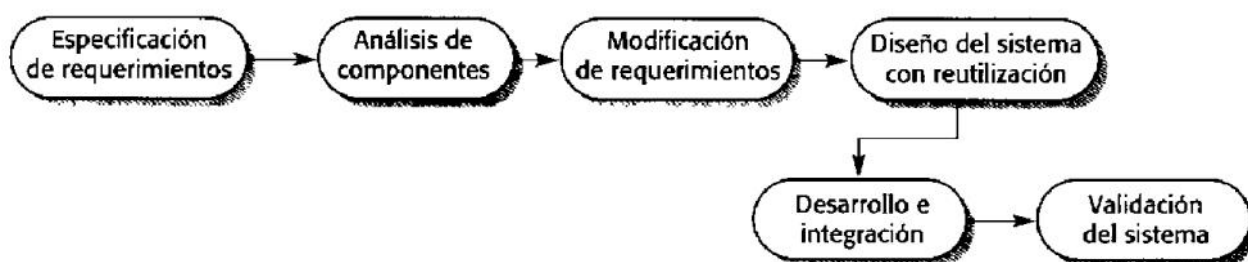 Especificación
de requerimientos
Análisis de
componentes
Modificación
de requerimientos
Diseño del sistema
con reutilización
Desarrollo e
integración
Validación
del sistema